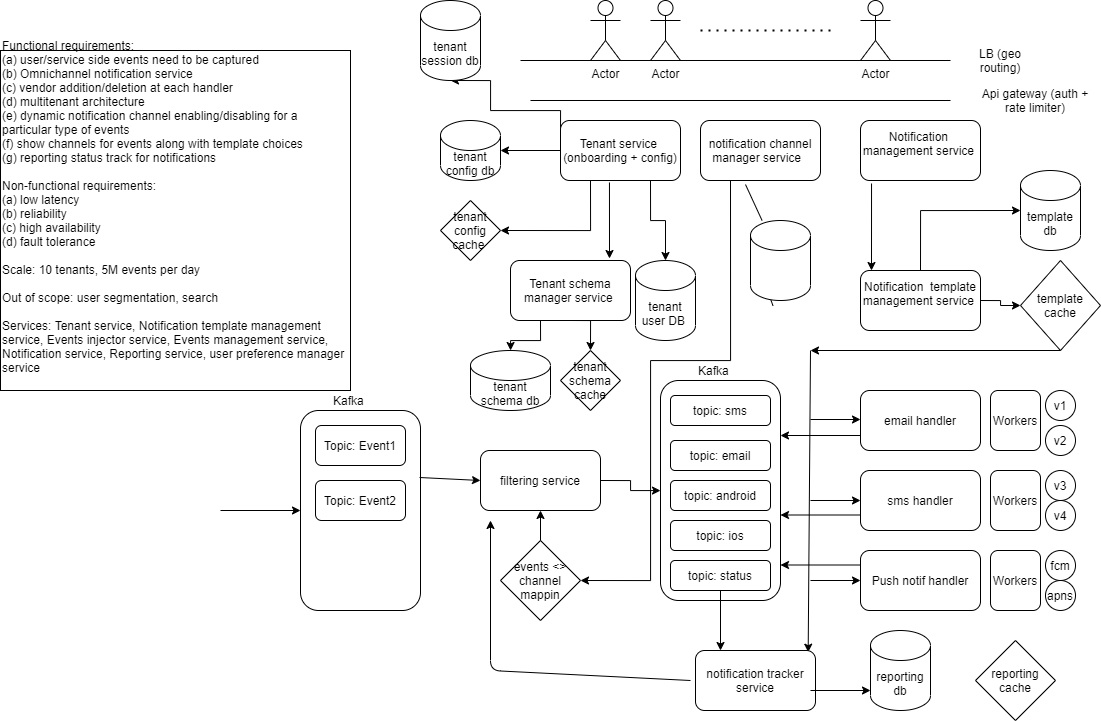 Functional requirements:
(a) user/service side events need to be captured
(b) Omnichannel notification service
(c) vendor addition/deletion at each handler
(d) multitenant architecture
(e) dynamic notification channel enabling/disabling for a
particular type of events
(f) show channels for events along with template choices
(g) reporting status track for notifications
Non-functional requirements:
(a) low latency
(b) reliability
(c) high availability
(d) fault tolerance
Scale: 10 tenants, 5M events per day
Out of scope: user segmentation, search
Services: Tenant service, Notification template management
service, Events injector service, Events management service,
Notification service, Reporting service, user preference manager
service
tenant
session db
Actor
Actor
Actor
LB (geo
routing)
Api gateway (auth +
rate limiter)
tenant
config db
Tenant service
(onboarding + config)
notification channel
manager service
Notification
management service
tenant
config
cache
template
db
Tenant schema
manager service
tenant
user DB
Notification template
management service
template
cache
tenant
schema db
tenant
schema
cache
Kafka
Topic: Event1
Topic: Event2
filtering service
events <>
channel
mappin
Kafka
topic: sms
topic: email
topic: android
topic: ios
topic: status
email handler
Workers
v1
v2
sms handler
Workers
v3
v4
Push notif handler
Workers
fcm
apns
notification tracker
service
reporting
db
reporting
cache